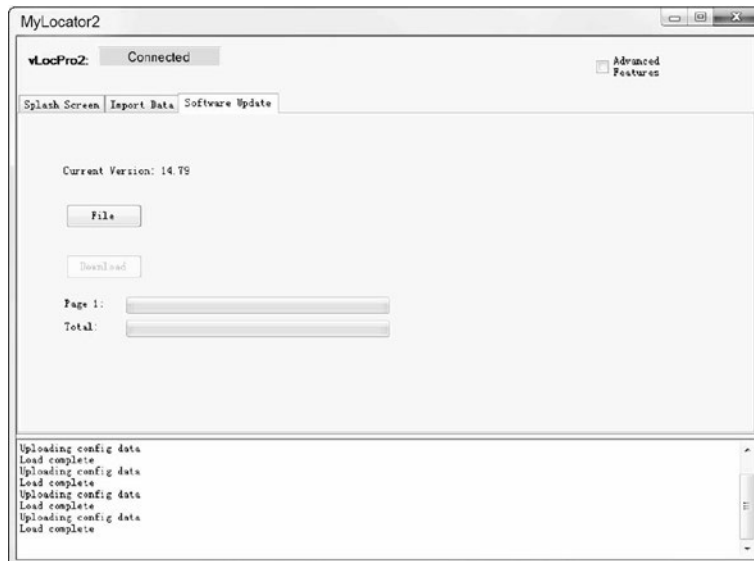 MyLocator2
vLocPro2: Connected
Advanced
Features
Splash Screen Import Data Software Update
Current Version: 14.79
File
Download
Page 1:
Total:
Uploading config data
Load complete
Uploading config data
Load complete
Uploading config data
Load complete
Uploading config data
Load complete